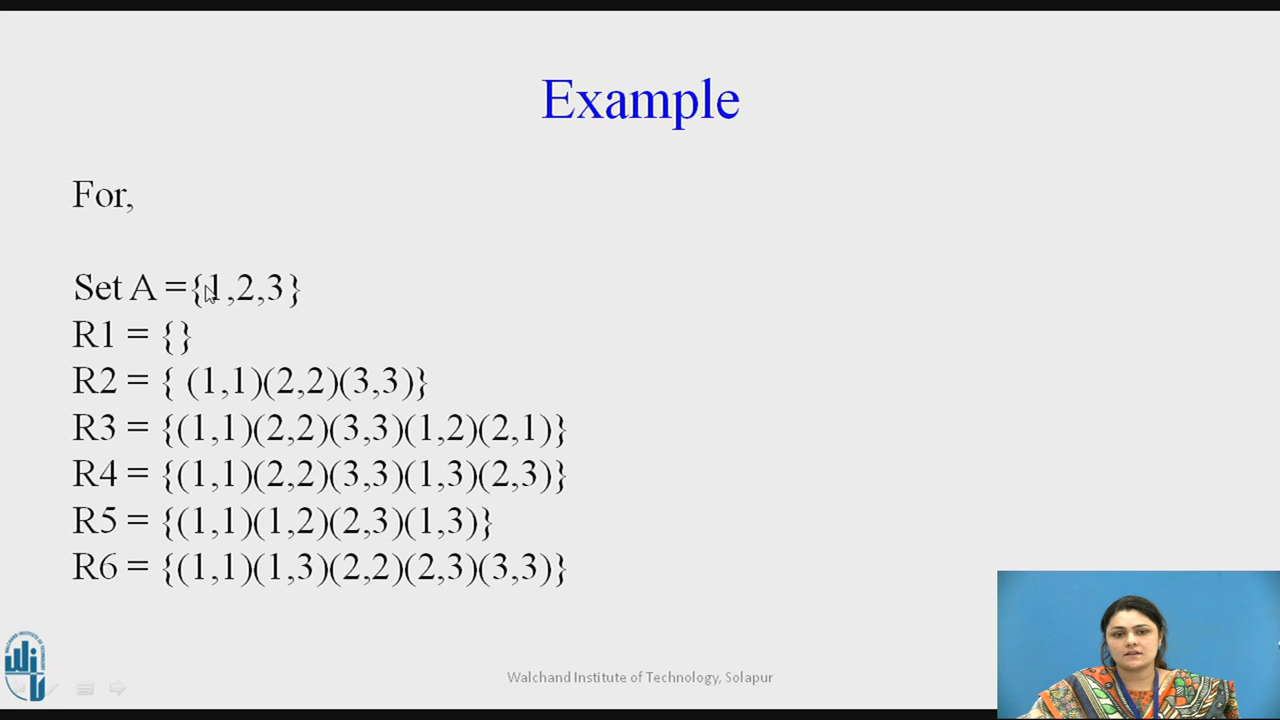 Example
For,
Set A ={1,2,3}
R1 = {}
R2 = { (1,1)(2,2)(3,3)}
R3 = {(1,1)(2,2)(3,3)(1,2)(2,1)}
R4 = {(1,1)(2,2)(3,3)(1,3)(2,3)}
R5 = {(1,1)(1,2)(2,3)(1,3)}
R6 = {(1,1)(1,3)(2,2)(2,3)(3,3)}
Walchand Institute of Technology, Solapur